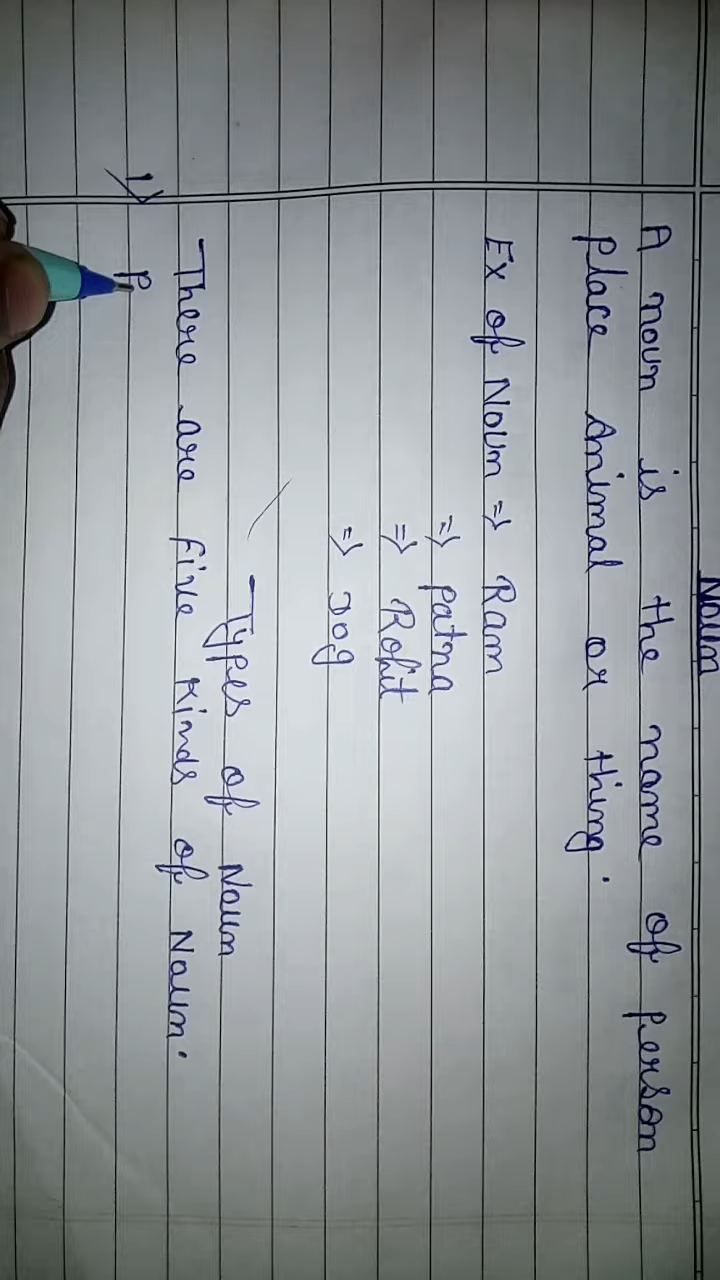 Noun
A noun is the name of person
place Animal or thing.
Ex of Noun ⇒ Ram
⇒ patna
⇒ Rohit
⇒ Dog
Types of Noun
There are five kinds of Noun.
1⇒ p